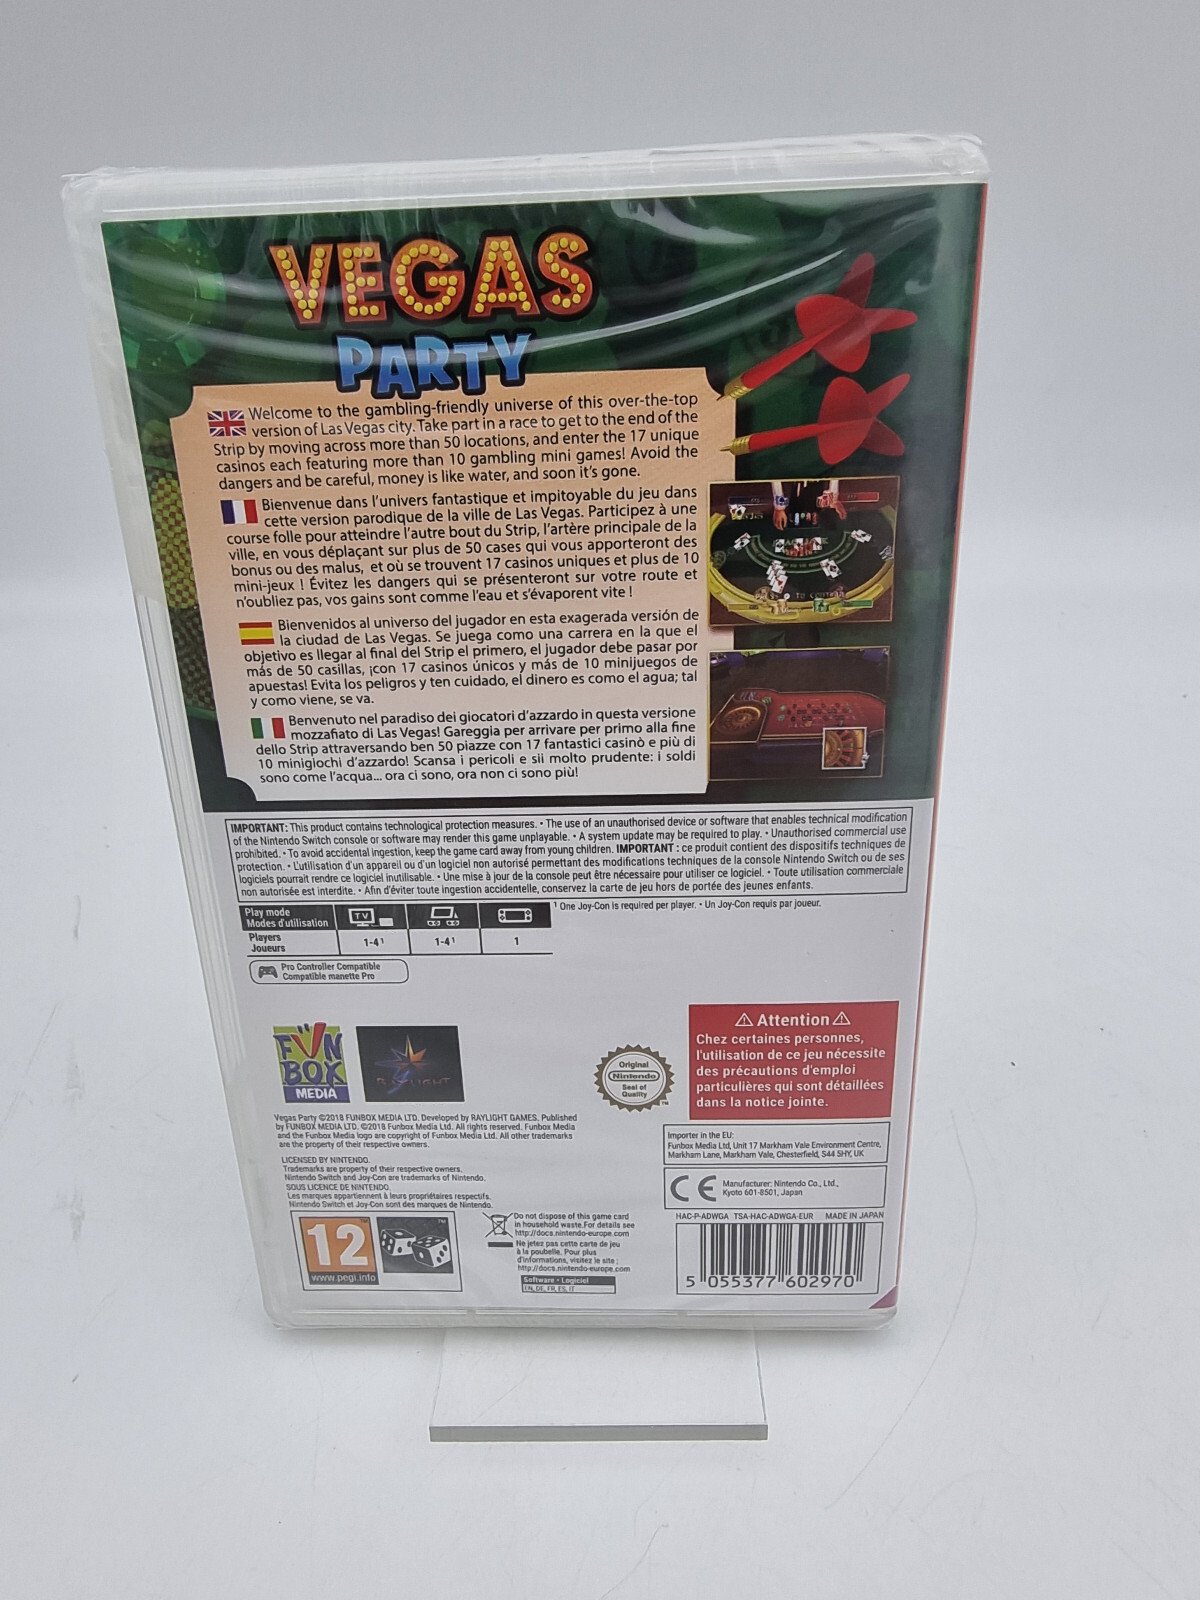 VEGAS
PARTY
Welcome to the gambling-friendly universe of this over-the-top
version of Las Vegas city. Take part in a race to get to the end of the
Strip by moving across more than 50 locations, and enter the 17 unique
casinos each featuring more than 10 gambling mini games! Avoid the
dangers and be careful, money is like water, and soon it's gone.
Bienvenue dans l'univers fantastique et impitoyable du jeu dans
cette version parodique de la ville de Las Vegas. Participez à une
course folle pour atteindre l'autre bout du Strip, l'artère principale de la
ville, en vous déplaçant sur plus de 50 cases qui vous apporteront des
bonus ou des malus, et où se trouvent 17 casinos uniques et plus de 10
mini-jeux ! Évitez les dangers qui se présenteront sur votre route et
n'oubliez pas, vos gains sont comme l'eau et s'évaporent vite !
Bienvenidos al universo del jugador en esta exagerada versión de
la ciudad de Las Vegas. Se juega como una carrera en la que el
objetivo es llegar al final del Strip el primero, el jugador debe pasar por
más de 50 casillas, ¡con 17 casinos únicos y más de 10 minijuegos de
apuestas! Evita los peligros y ten cuidado, el dinero es como el agua; tal
y como viene, se va.
Benvenuto nel paradiso dei giocatori d'azzardo in questa versione
mozzafiato di Las Vegas! Gareggia per arrivare per primo alla fine
dello Strip attraversando ben 50 piazze con 17 fantastici casinò e più di
10 minigiochi d'azzardo! Scansa i pericoli e sii molto prudente: i soldi
sono come l'acqua... ora ci sono, ora non ci sono più!
IMPORTANT: This product contains technological protection measures. • The use of an unauthorised device or software that enables technical modification
of the Nintendo Switch console or software may render this game unplayable. • A system update may be required to play. • Unauthorised commercial use
prohibited. • To avoid accidental ingestion, keep the game card away from young children. IMPORTANT : ce produit contient des dispositifs techniques de
protection. • L'utilisation d'un appareil ou d'un logiciel non autorisé permettant des modifications techniques de la console Nintendo Switch ou de ses
logiciels pourrait rendre ce logiciel inutilisable. • Une mise à jour de la console peut être nécessaire pour utiliser ce logiciel. • Toute utilisation commerciale
non autorisée est interdite. • Afin d'éviter toute ingestion accidentelle, conservez la carte de jeu hors de portée des jeunes enfants.
Play mode
Modes d'utilisation
TV
Players
Joueurs
1-4¹ 1-4¹ 1
¹ One Joy-Con is required per player. • Un Joy-Con requis par joueur.
Pro Controller Compatible
Compatible manette Pro
FUN
BOX
MEDIA
RAYLIGHT
Original
Nintendo
Seal of
Quality
TM
Attention
Chez certaines personnes,
l'utilisation de ce jeu nécessite
des précautions d'emploi
particulières qui sont détaillées
dans la notice jointe.
Vegas Party ©2018 FUNBOX MEDIA LTD. Developed by RAYLIGHT GAMES. Published
by FUNBOX MEDIA LTD. ©2018 Funbox Media Ltd. All rights reserved. Funbox Media
and the Funbox Media logo are copyright of Funbox Media Ltd. All other trademarks
are the property of their respective owners.
LICENSED BY NINTENDO.
Trademarks are property of their respective owners.
Nintendo Switch and Joy-Con are trademarks of Nintendo.
SOUS LICENCE DE NINTENDO.
Les marques appartiennent à leurs propriétaires respectifs.
Nintendo Switch et Joy-Con sont des marques de Nintendo.
Importer in the EU:
Funbox Media Ltd, Unit 17 Markham Vale Environment Centre,
Markham Lane, Markham Vale, Chesterfield, S44 5HY, UK
CE
Manufacturer: Nintendo Co., Ltd.,
Kyoto 601-8501, Japan
HAC-P-ADWGA TSA-HAC-ADWGA-EUR MADE IN JAPAN
12
www.pegi.info
Do not dispose of this game card
in household waste. For details see
http://docs.nintendo-europe.com
Ne jetez pas cette carte de jeu
à la poubelle. Pour plus
d'informations, visitez le site :
http://docs.nintendo-europe.com
Software • Logiciel
EN, DE, FR, ES, IT
5 055377 602970